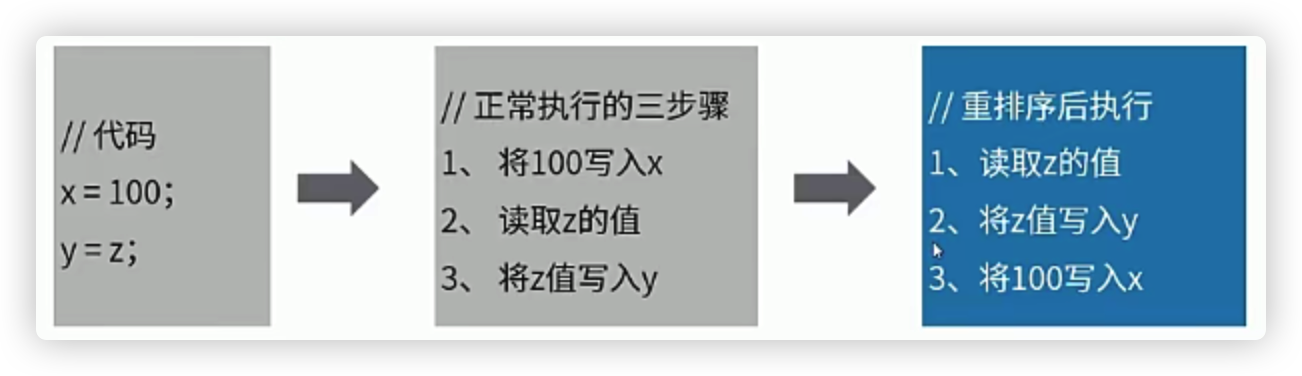 // 代码
x = 100；
y = z；
// 正常执行的三步骤
1、 将100写入x
2、 读取z的值
3、 将z值写入y
// 重排序后执行
1、读取z的值
2、将z值写入y
3、将100写入x